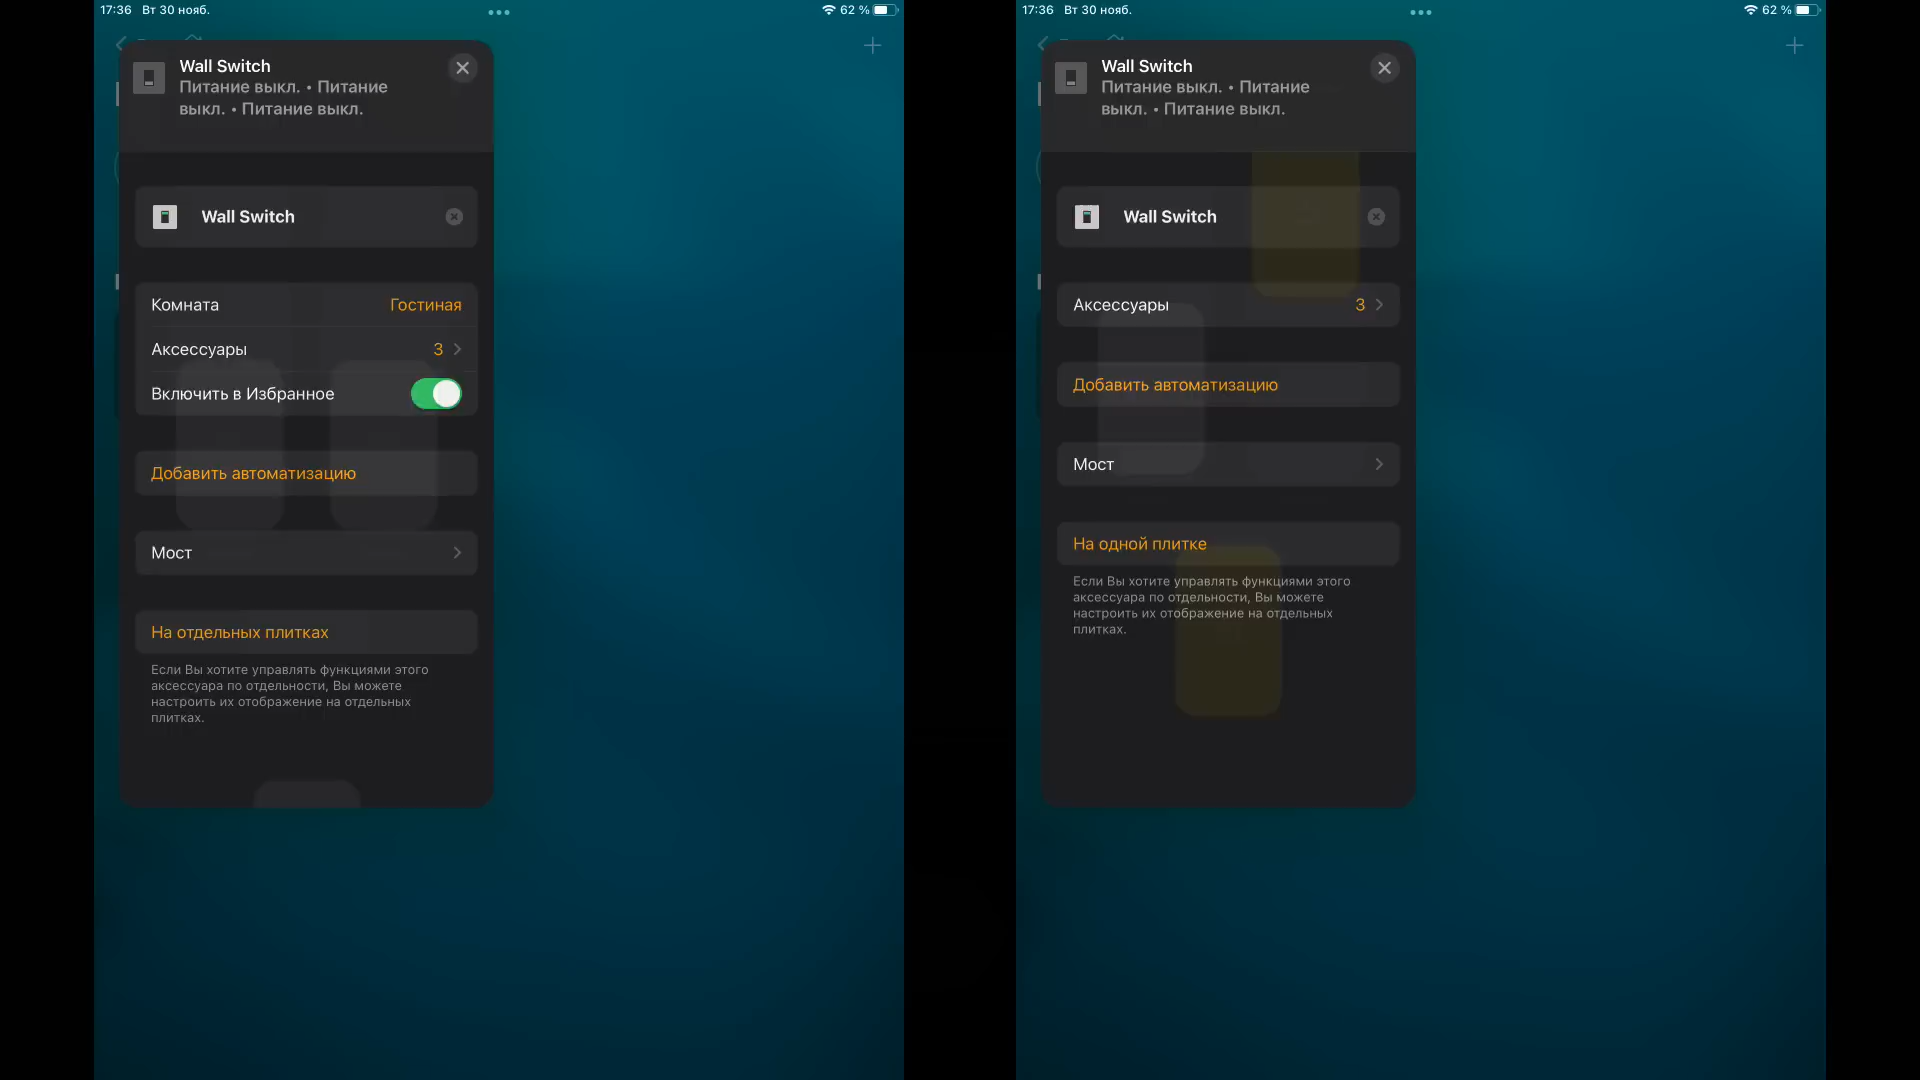 17:36 Вт 30 нояб.
62 %
Wall Switch
Питание выкл. • Питание
выкл. • Питание выкл.
Wall Switch
Комната
Гостиная
Аксессуары
3
Включить в Избранное
Добавить автоматизацию
Мост
На отдельных плитках
Если Вы хотите управлять функциями этого
аксессуара по отдельности, Вы можете
настроить их отображение на отдельных
плитках.
17:36 Вт 30 нояб.
62 %
Wall Switch
Питание выкл. • Питание
выкл. • Питание выкл.
Wall Switch
Аксессуары
3
Добавить автоматизацию
Мост
На одной плитке
Если Вы хотите управлять функциями этого
аксессуара по отдельности, Вы можете
настроить их отображение на отдельных
плитках.